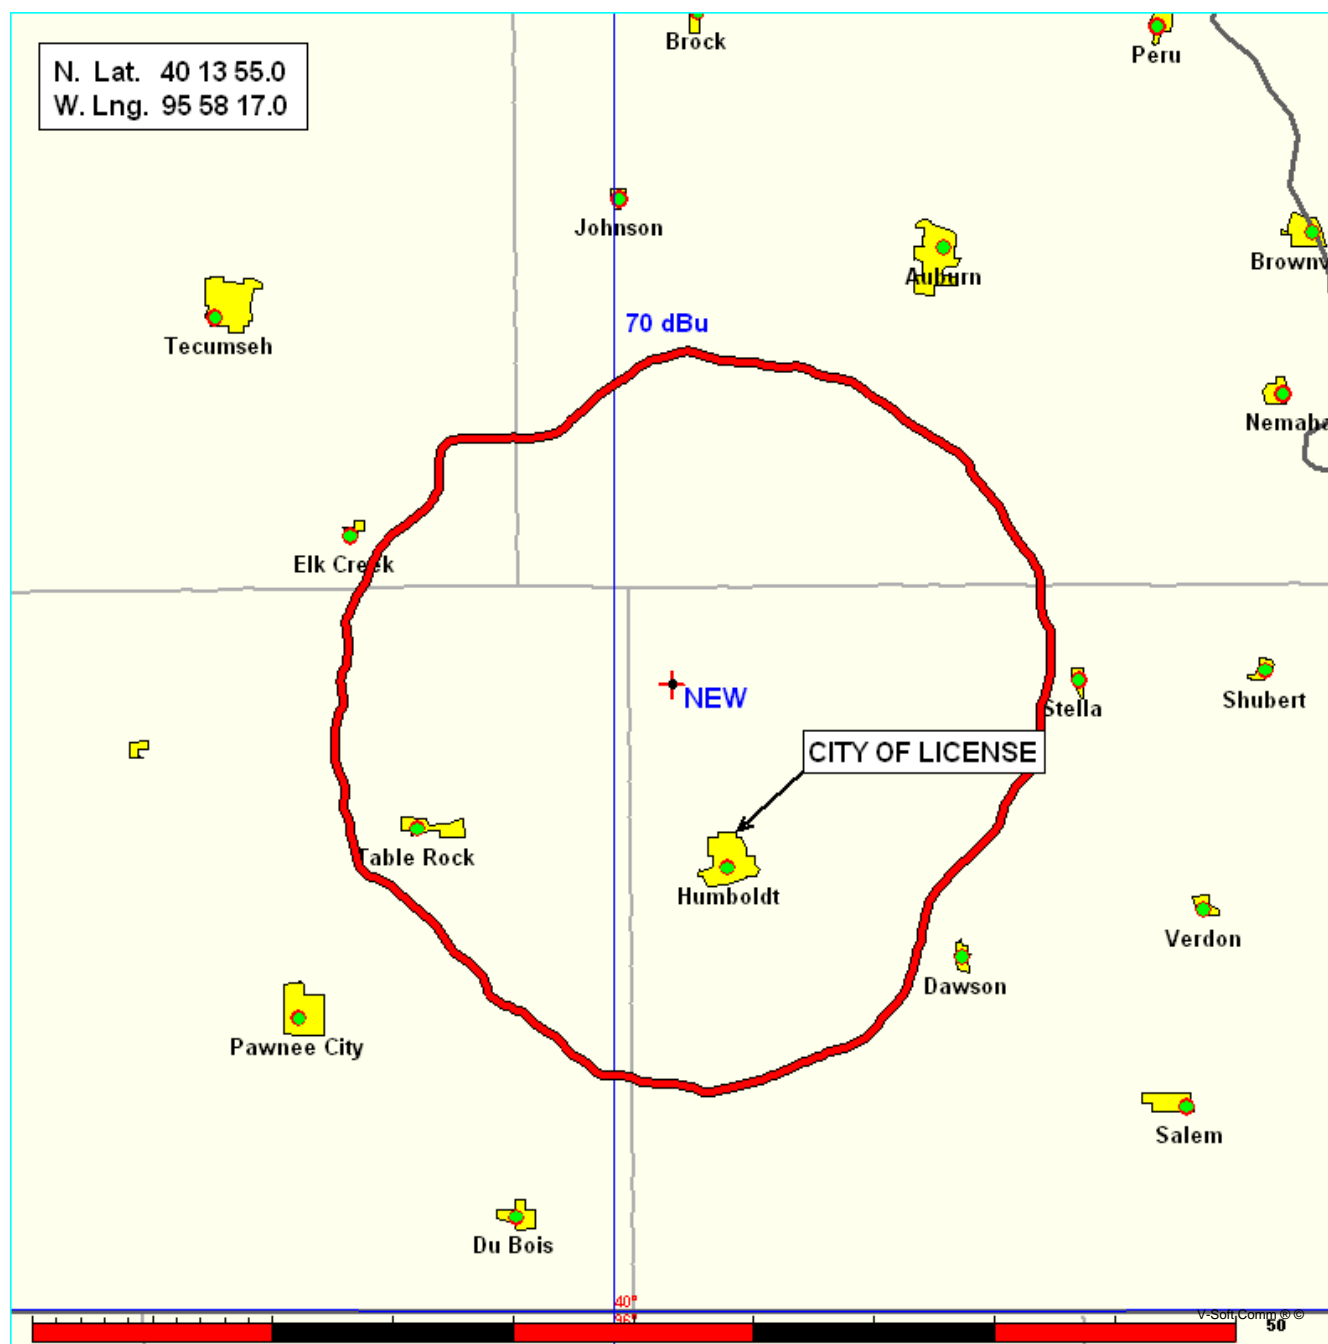 Brock
Peru
N. Lat. 40 13 55.0
W. Lng. 95 58 17.0
Johnson
Auburn
Brownv
Tecumseh
70 dBu
Nemaha
Elk Creek
NEW
Stella
Shubert
CITY OF LICENSE
Table Rock
Humboldt
Verdon
Dawson
Pawnee City
Salem
Du Bois
40°
96°
V-Soft Comm ® ©
50